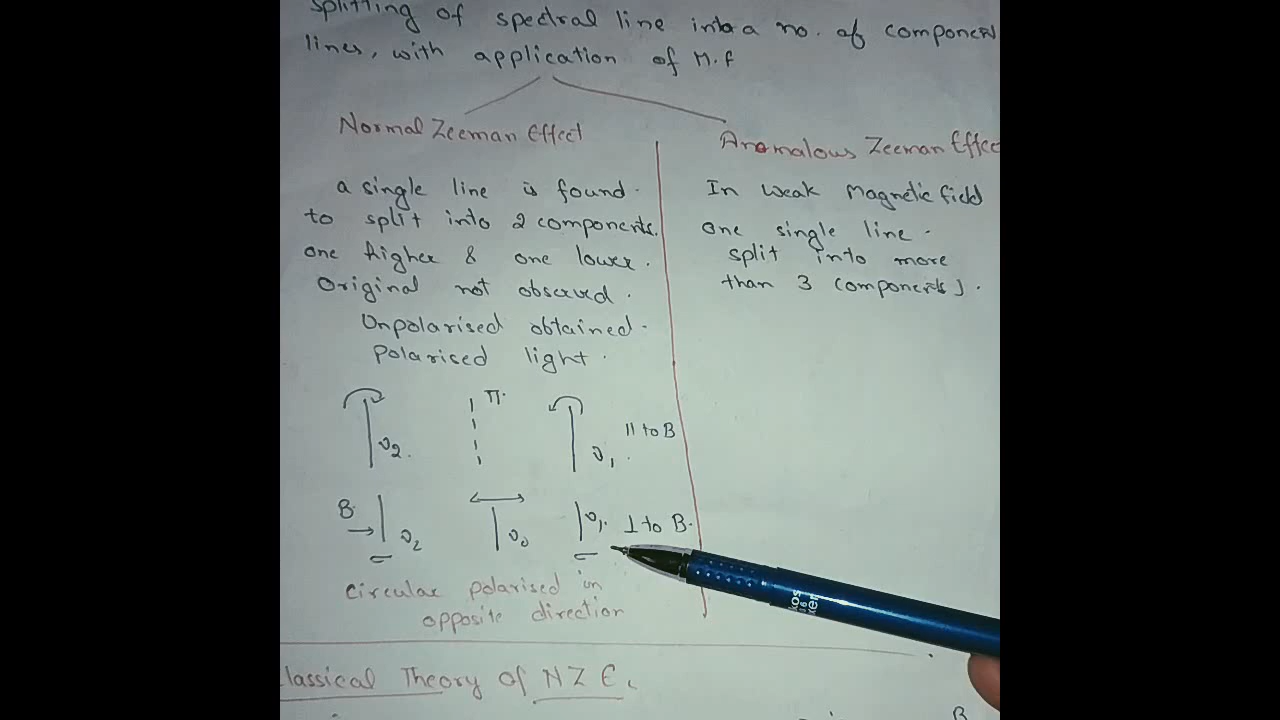 splitting of spectral line into a no. of component
lines, with application of M.F
Normal Zeeman Effect
a single line is found.
to split into 2 components.
one higher & one lower.
Original not observed.
Unpolarised obtained.
polarised light.
π.
ν2.
ν1.
11 to B
B.
ν2
ν0
ν1.
⊥ to B.
circular polarised in
opposite direction
Anomalous Zeeman Effec
In weak Magnetic field
one single line.
split into more
than 3 components).
lassical Theory of NZE.
B